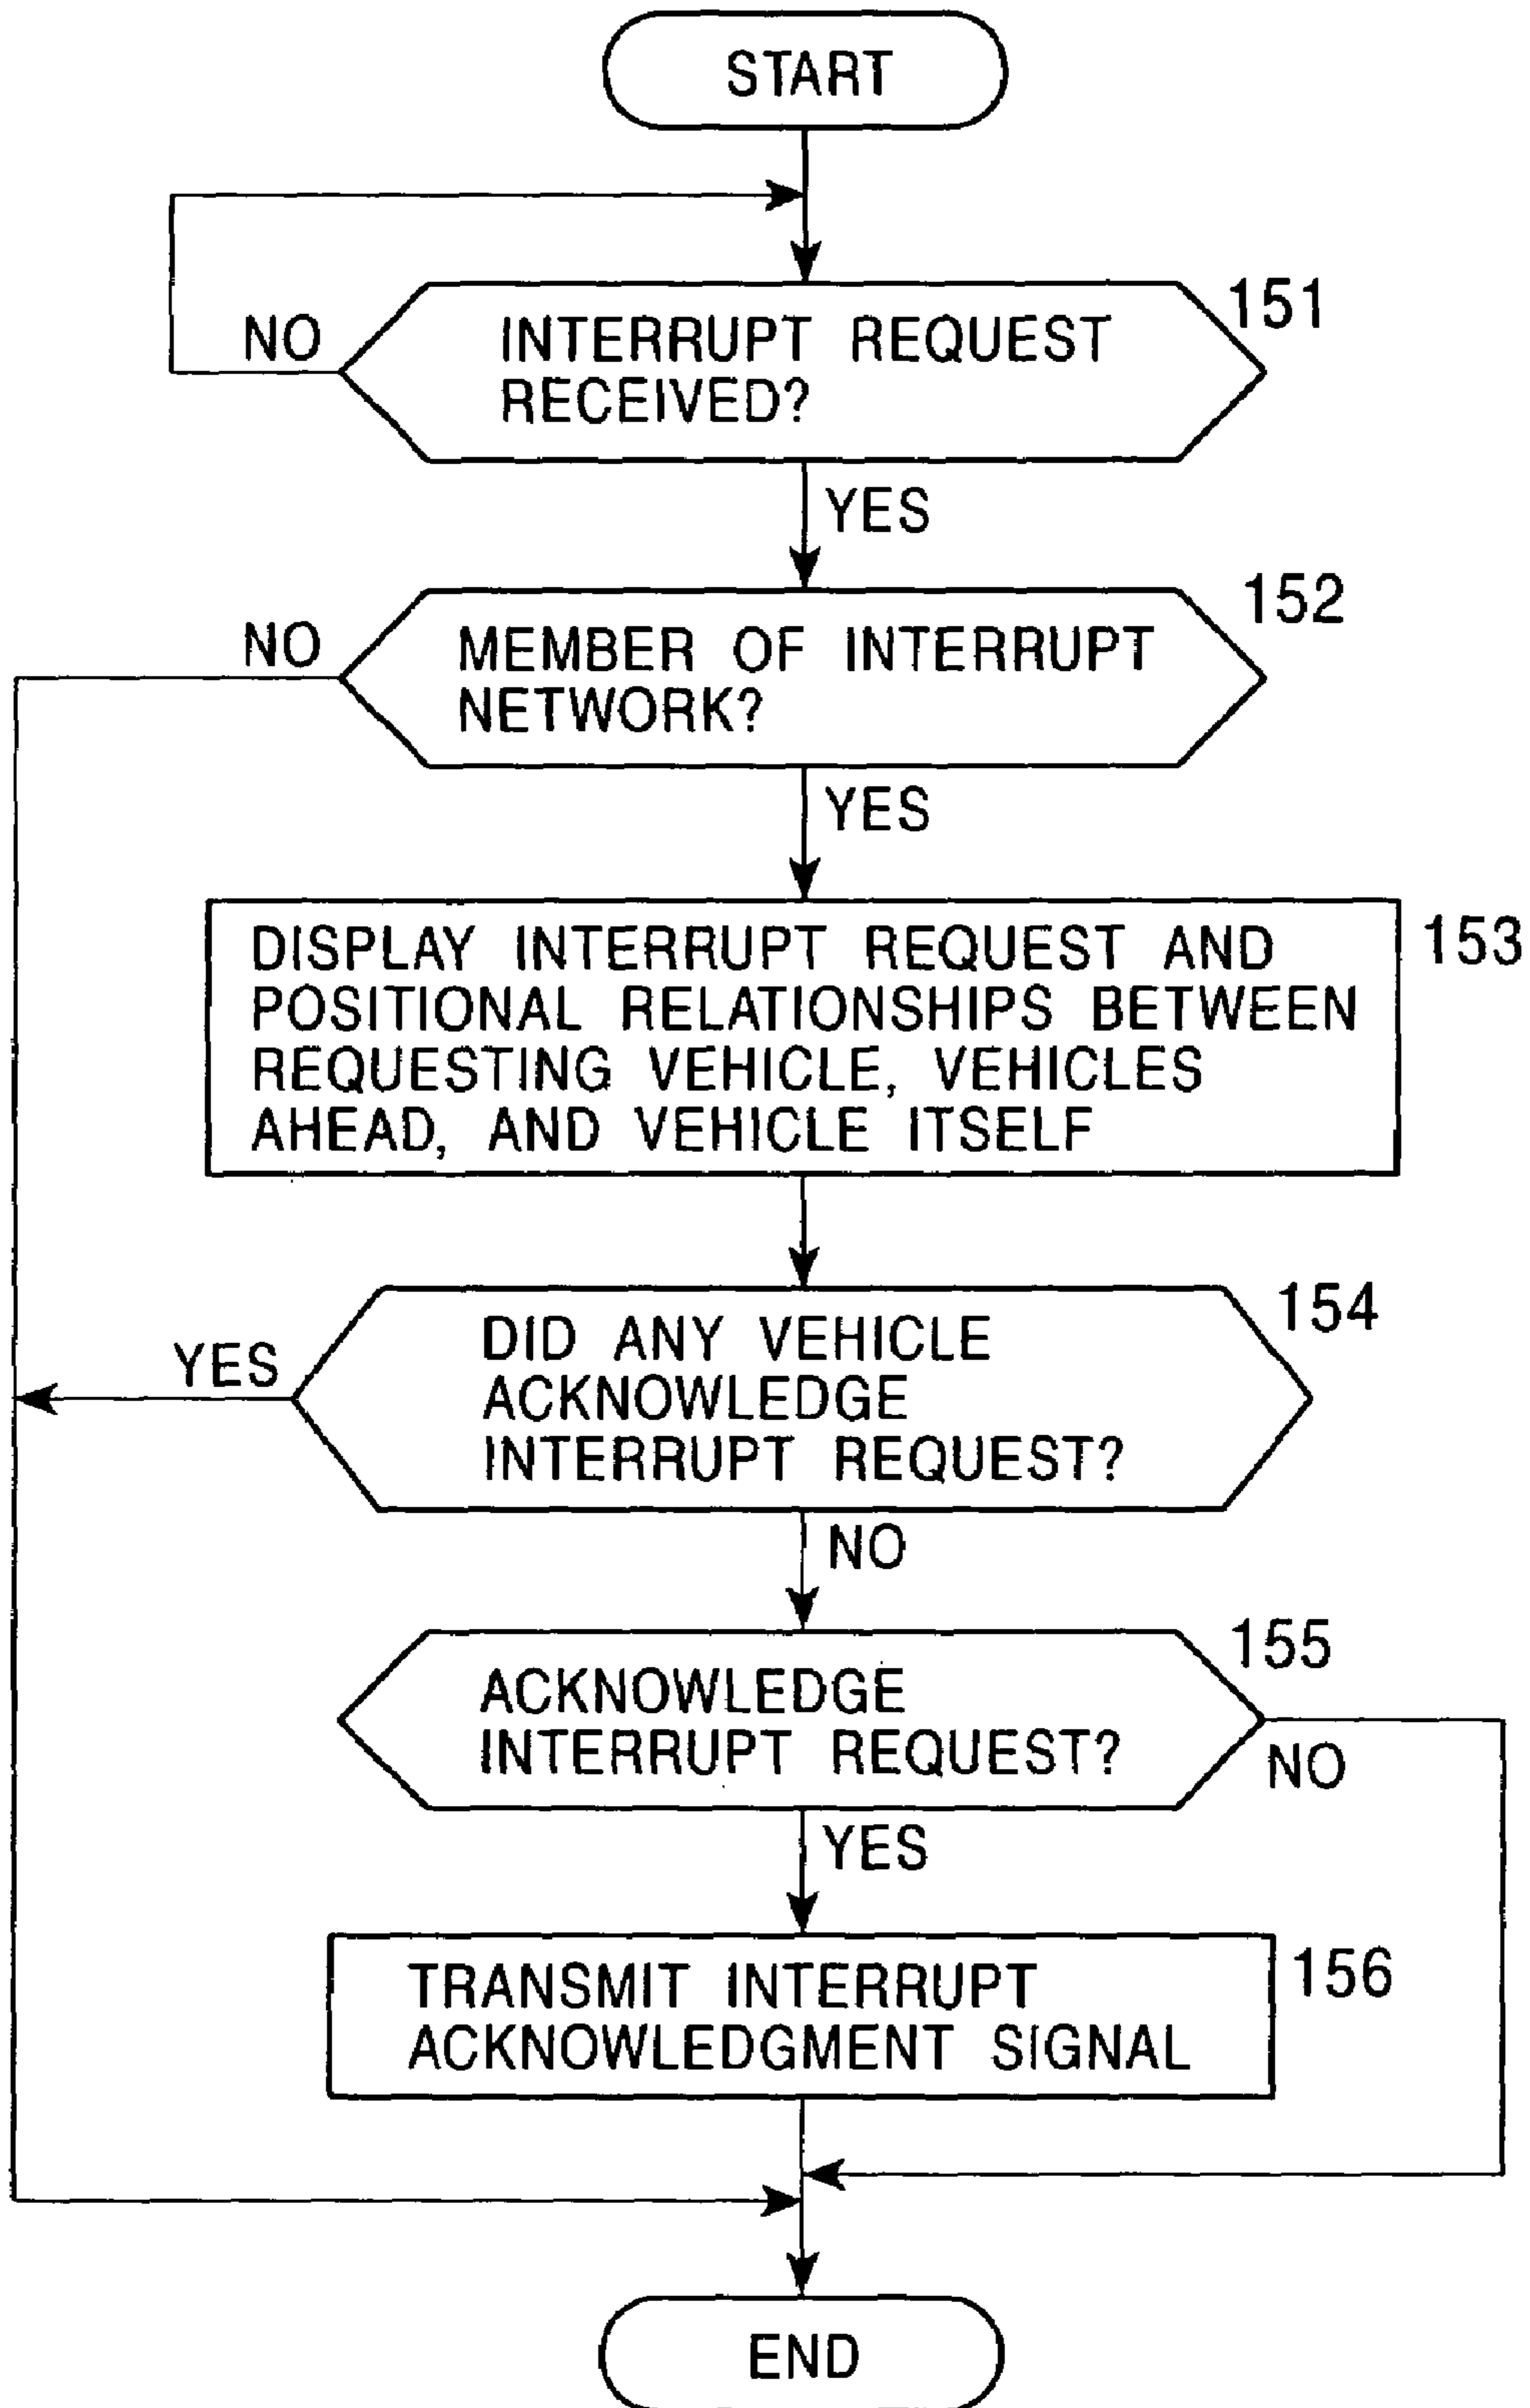 START
151
NO
INTERRUPT REQUEST
RECEIVED?
YES
152
NO
MEMBER OF INTERRUPT
NETWORK?
YES
153
DISPLAY INTERRUPT REQUEST AND
POSITIONAL RELATIONSHIPS BETWEEN
REQUESTING VEHICLE, VEHICLES
AHEAD, AND VEHICLE ITSELF
154
YES
DID ANY VEHICLE
ACKNOWLEDGE
INTERRUPT REQUEST?
NO
155
ACKNOWLEDGE
INTERRUPT REQUEST?
NO
YES
156
TRANSMIT INTERRUPT
ACKNOWLEDGMENT SIGNAL
END